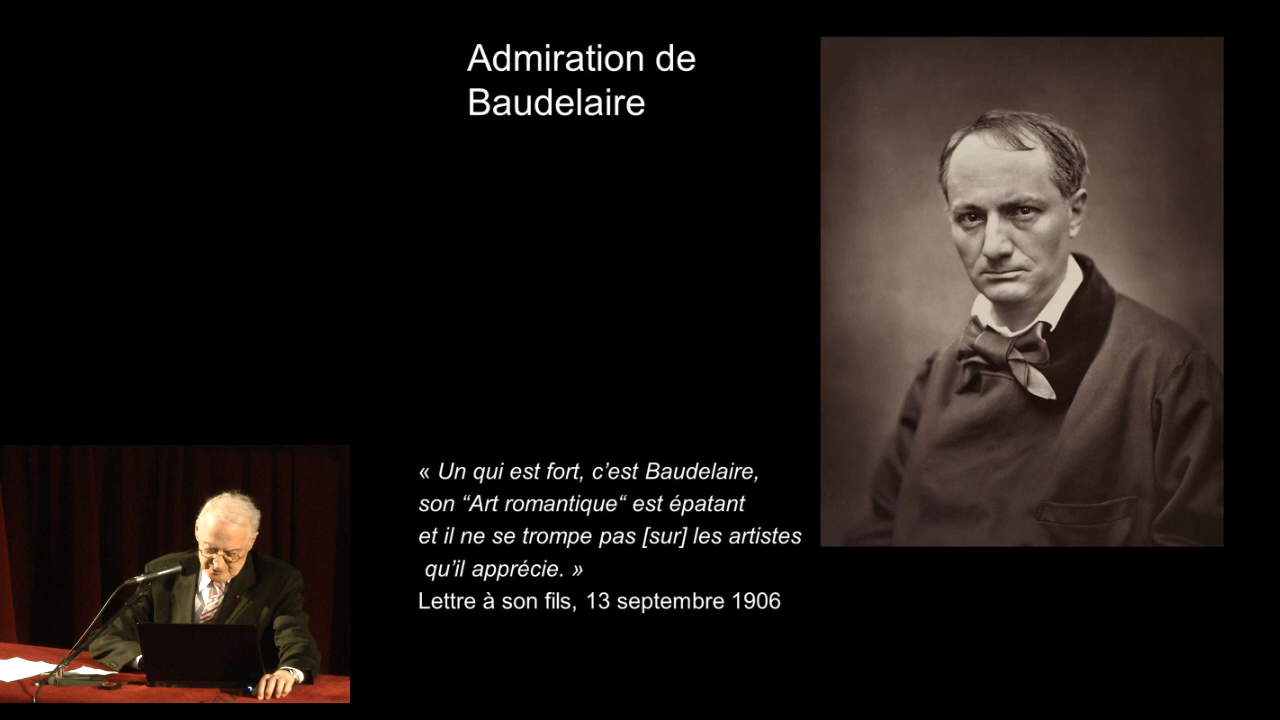 Admiration de
Baudelaire
« Un qui est fort, c’est Baudelaire,
son “Art romantique“ est épatant
et il ne se trompe pas [sur] les artistes
qu’il apprécie. »
Lettre à son fils, 13 septembre 1906